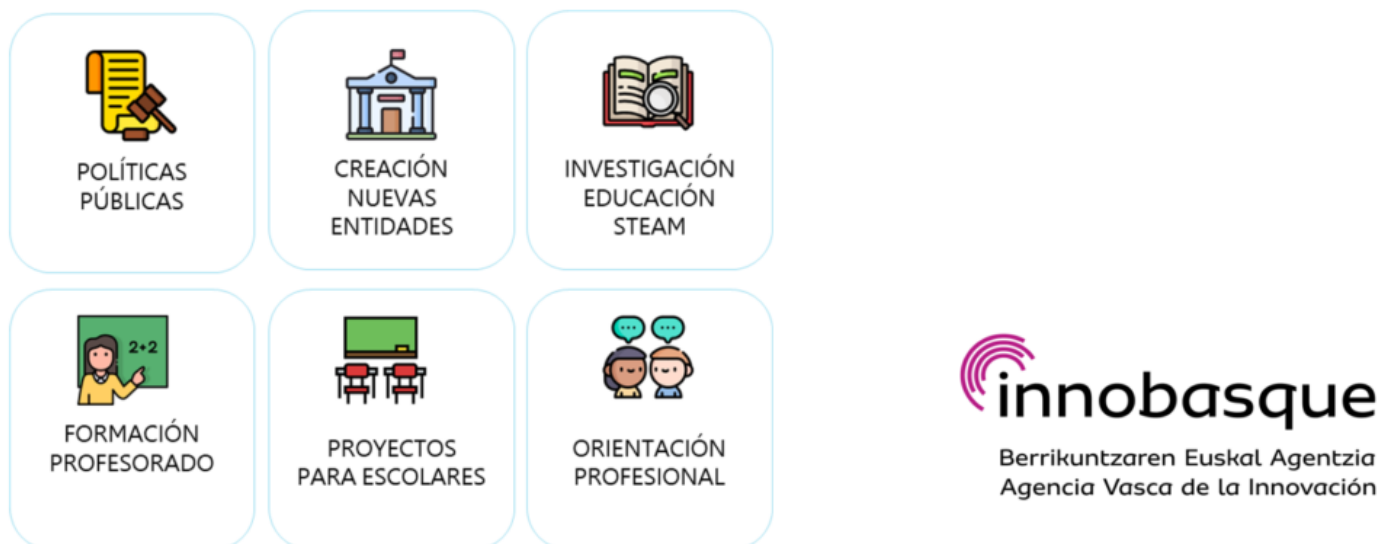 POLÍTICAS
PÚBLICAS
CREACIÓN
NUEVAS
ENTIDADES
INVESTIGACIÓN
EDUCACIÓN
STEAM
2+2
FORMACIÓN
PROFESORADO
PROYECTOS
PARA ESCOLARES
ORIENTACIÓN
PROFESIONAL
innobasque
Berrikuntzaren Euskal Agentzia
Agencia Vasca de la Innovación